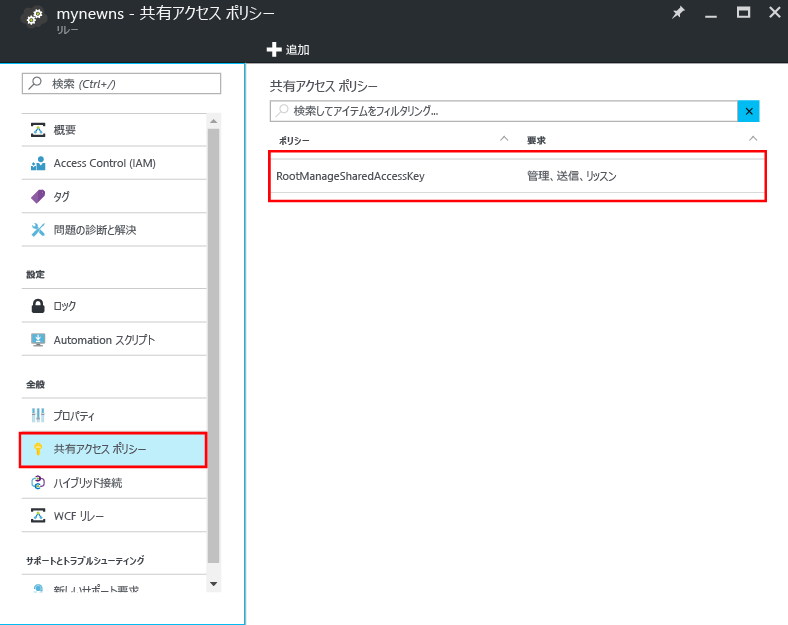 mynewns - 共有アクセス ポリシー
リレー
追加
検索 (Ctrl+/)
概要
Access Control (IAM)
タグ
問題の診断と解決
設定
ロック
Automation スクリプト
全般
プロパティ
共有アクセス ポリシー
ハイブリッド接続
WCF リレー
サポートとトラブルシューティング
新しいサポート要求
共有アクセス ポリシー
検索してアイテムをフィルタリング...
ポリシー 要求
RootManageSharedAccessKey 管理、送信、リッスン